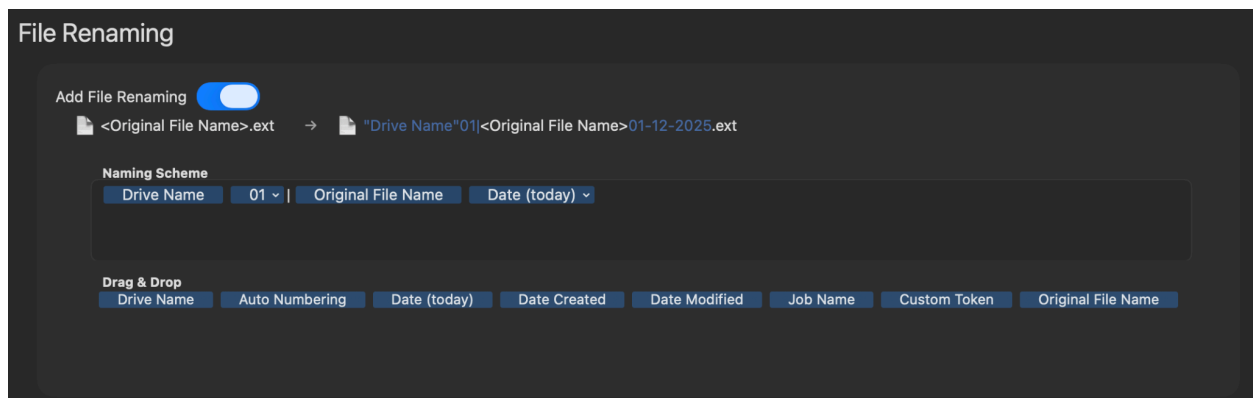 File Renaming
Add File Renaming
<Original File Name>.ext → "Drive Name"01|<Original File Name>01-12-2025.ext
Naming Scheme
Drive Name 01 | Original File Name Date (today)
Drag & Drop
Drive Name Auto Numbering Date (today) Date Created Date Modified Job Name Custom Token Original File Name